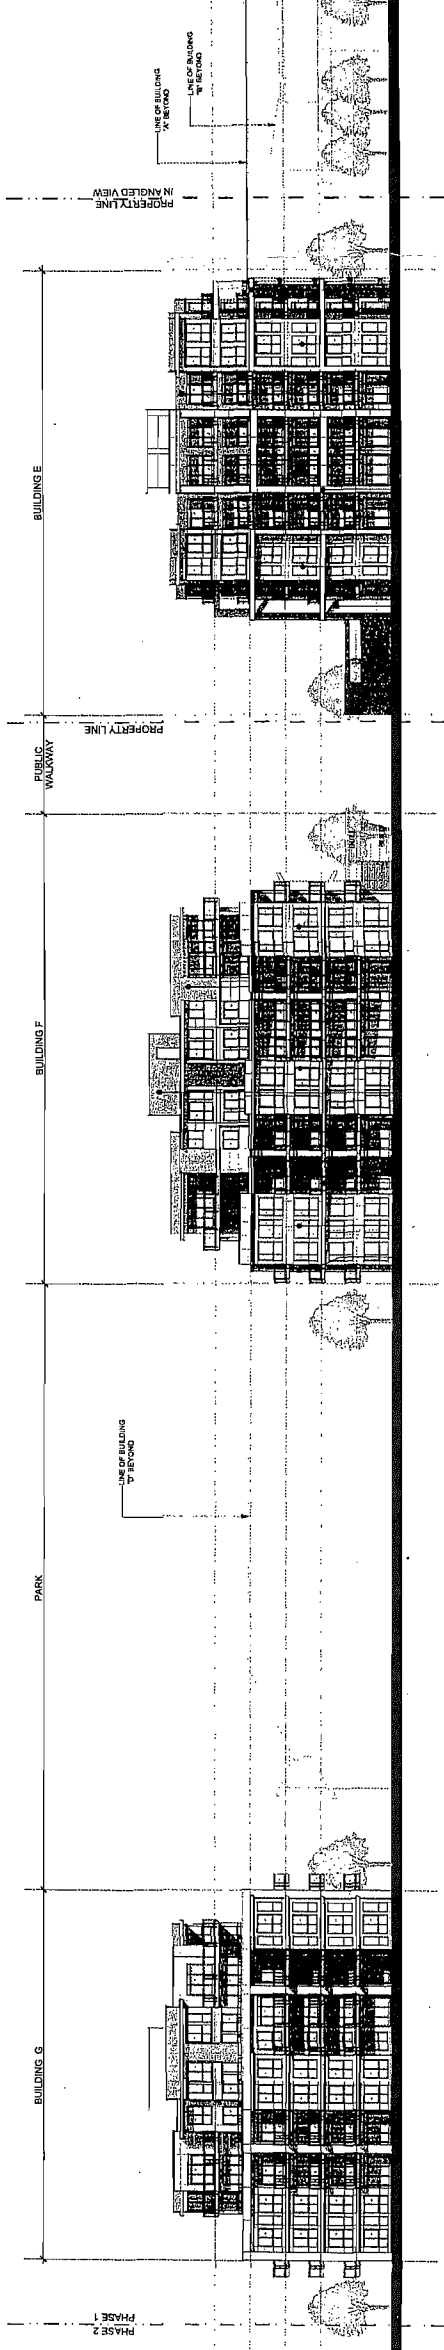 PHASE 2
PHASE 1
BUILDING G
PARK
LINE OF BUILDING
"D" BEYOND
BUILDING F
PUBLIC
WALKWAY
PROPERTY LINE
BUILDING E
PROPERTY LINE
IN ANGLED VIEW
LINE OF BUILDING
"A" BEYOND
LINE OF BUILDING
"B" BEYOND